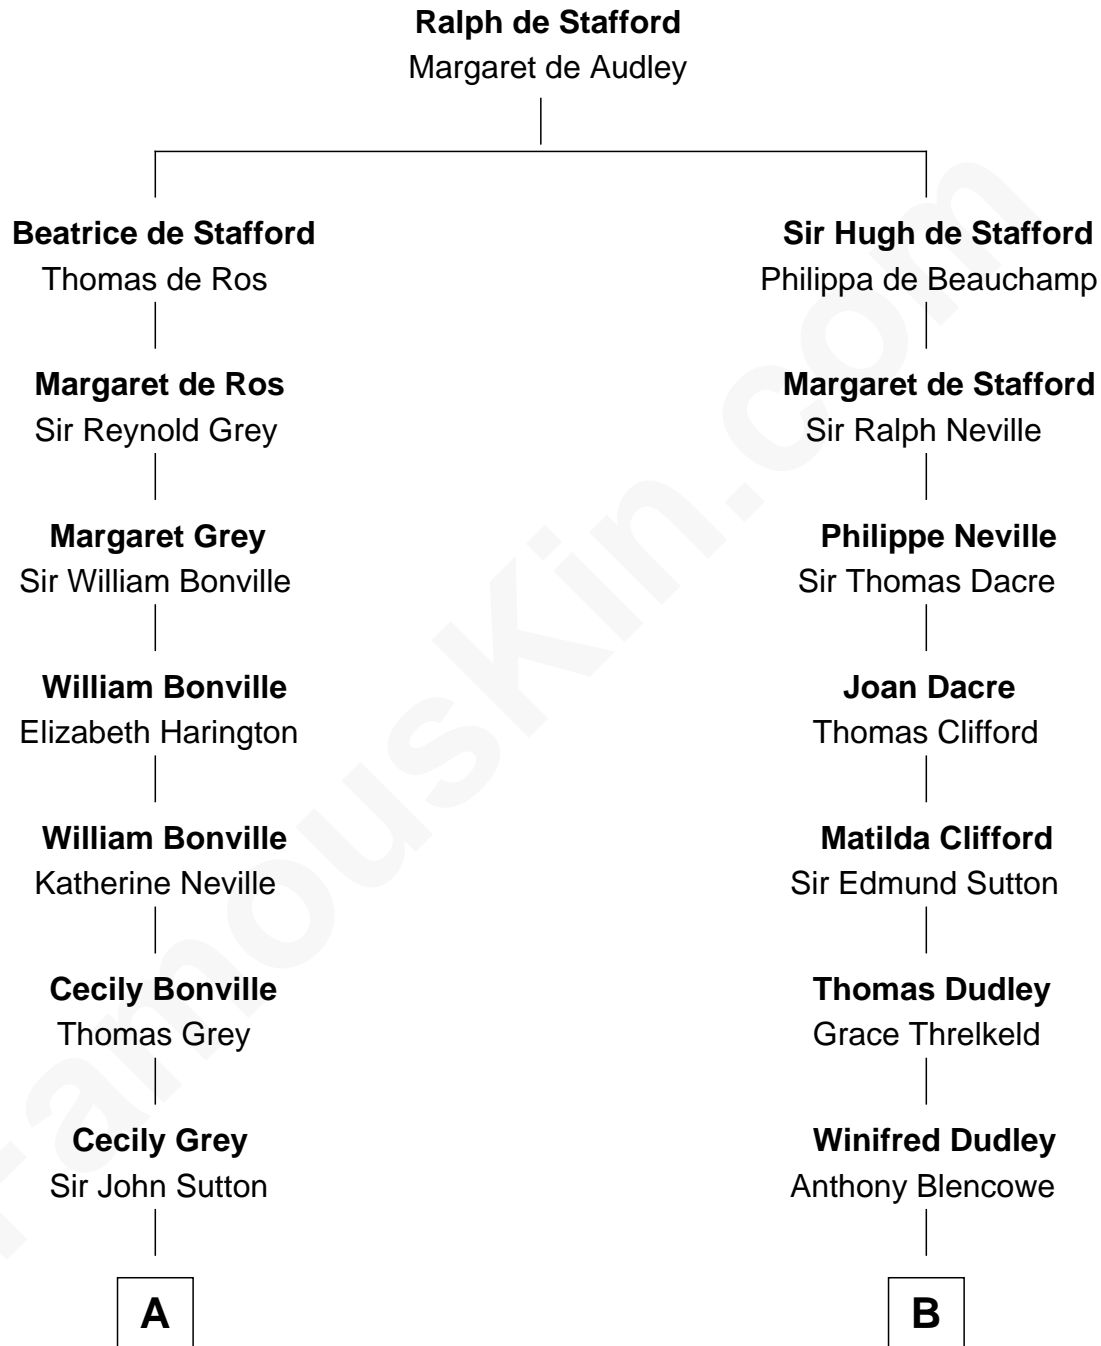 Ralph de Stafford
Margaret de Audley
Beatrice de Stafford
Thomas de Ros
Sir Hugh de Stafford
Philippa de Beauchamp
Margaret de Ros
Sir Reynold Grey
Margaret de Stafford
Sir Ralph Neville
Margaret Grey
Sir William Bonville
Philippe Neville
Sir Thomas Dacre
William Bonville
Elizabeth Harington
Joan Dacre
Thomas Clifford
William Bonville
Katherine Neville
Matilda Clifford
Sir Edmund Sutton
Cecily Bonville
Thomas Grey
Thomas Dudley
Grace Threlkeld
Cecily Grey
Sir John Sutton
Winifred Dudley
Anthony Blencowe
A
B
FamousKin.com